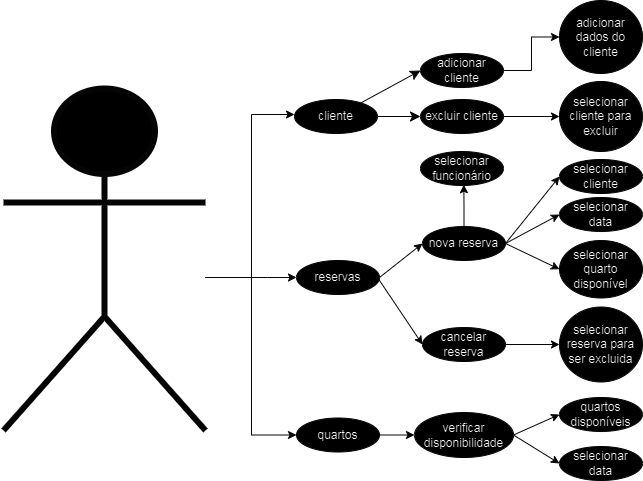 adicionar
dados do
cliente
adicionar
cliente
cliente
excluir cliente
selecionar
cliente para
excluir
selecionar
funcionário
selecionar
cliente
selecionar
data
nova reserva
selecionar
quarto
disponível
reservas
cancelar
reserva
selecionar
reserva para
ser excluida
quartos
verificar
disponibilidade
quartos
disponíveis
selecionar
data